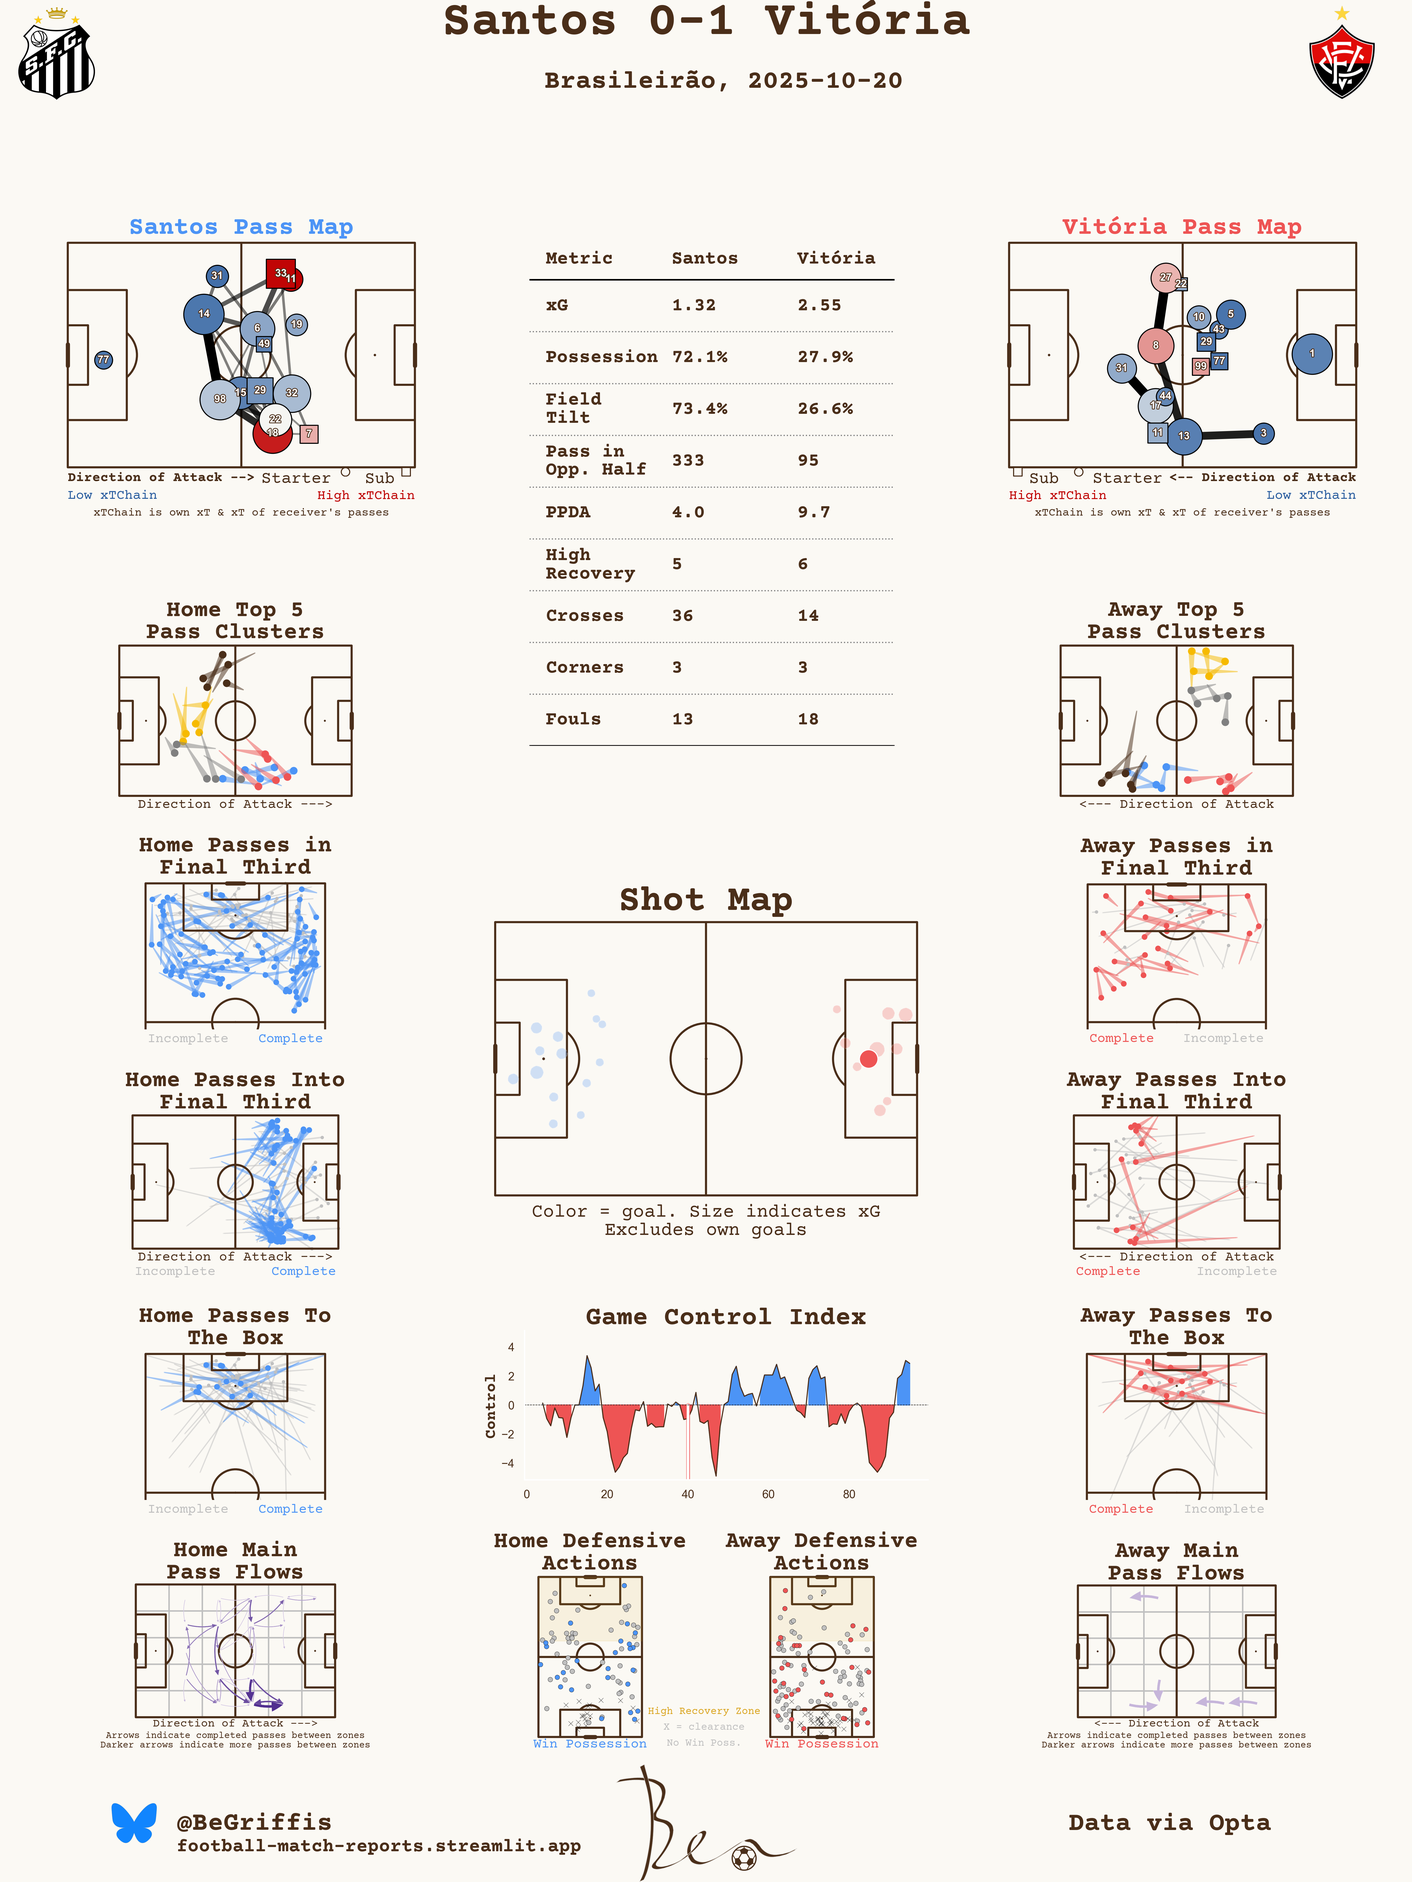 Santos 0-1 Vitória
Brasileirão, 2025-10-20
S.F.C.
Santos Pass Map
31
33
11
14
6
19
49
77
15
29
32
98
22
18
7
Direction of Attack --> Starter Sub
Low xTChain High xTChain
xTChain is own xT & xT of receiver's passes
Metric Santos Vitória
xG 1.32 2.55
Possession 72.1% 27.9%
Field
Tilt 73.4% 26.6%
Pass in
Opp. Half 333 95
PPDA 4.0 9.7
High
Recovery 5 6
Crosses 36 14
Corners 3 3
Fouls 13 18
Vitória Pass Map
27
22
10
5
43
8
29
1
77
99
31
44
17
11
13
3
Sub Starter <-- Direction of Attack
High xTChain Low xTChain
xTChain is own xT & xT of receiver's passes
Home Top 5
Pass Clusters
Direction of Attack --->
Away Top 5
Pass Clusters
<--- Direction of Attack
Home Passes in
Final Third
Incomplete Complete
Away Passes in
Final Third
Complete Incomplete
Shot Map
Color = goal. Size indicates xG
Excludes own goals
Home Passes Into
Final Third
Direction of Attack --->
Incomplete Complete
Away Passes Into
Final Third
<--- Direction of Attack
Complete Incomplete
Home Passes To
The Box
Incomplete Complete
Game Control Index
Control
4
2
0
−2
−4
0 20 40 60 80
Away Passes To
The Box
Complete Incomplete
Home Main
Pass Flows
Direction of Attack --->
Arrows indicate completed passes between zones
Darker arrows indicate more passes between zones
Home Defensive
Actions
Win Possession
Away Defensive
Actions
Win Possession
High Recovery Zone
X = clearance
No Win Poss.
Away Main
Pass Flows
<--- Direction of Attack
Arrows indicate completed passes between zones
Darker arrows indicate more passes between zones
@BeGriffis
football-match-reports.streamlit.app
Ben
Data via Opta